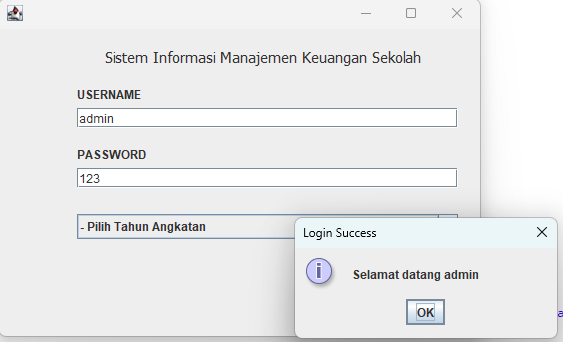 Sistem Informasi Manajemen Keuangan Sekolah
USERNAME
admin
PASSWORD
123
- Pilih Tahun Angkatan
Login Success
Selamat datang admin
OK